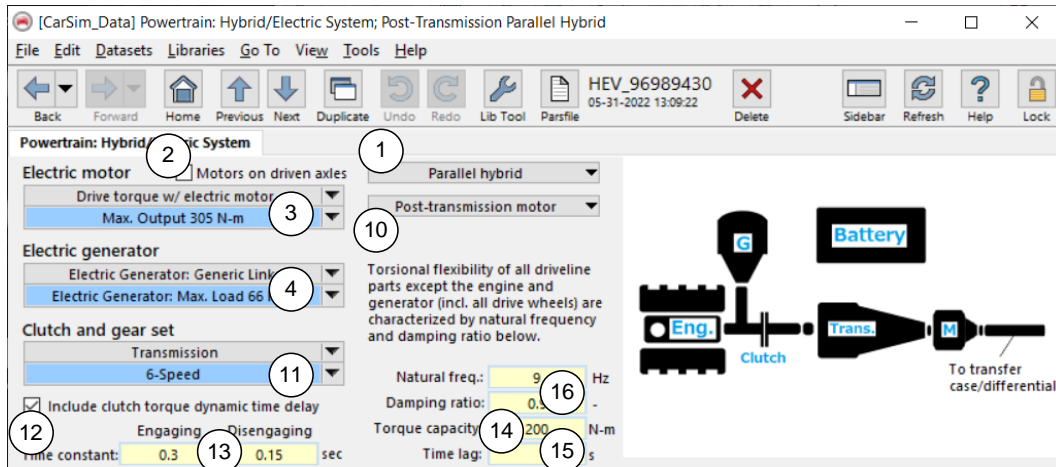 [CarSim_Data] Powertrain: Hybrid/Electric System; Post-Transmission Parallel Hybrid
File Edit Datasets Libraries Go To View Tools Help
HEV_96989430
05-31-2022 13:09:22
Back Forward Home Previous Next Duplicate Undo Redo Lib Tool Parsfile Delete Sidebar Refresh Help Lock
Powertrain: Hybrid/ System
2
1
Electric motor
Motors on driven axles
Parallel hybrid
Drive torque w/ electric motor
Max. Output 305 N-m
3
Post-transmission motor
10
Electric generator
Electric Generator: Generic Link
Electric Generator: Max. Load 66
4
Torsional flexibility of all driveline
parts except the engine and
generator (incl. all drive wheels) are
characterized by natural frequency
and damping ratio below.
Clutch and gear set
Transmission
6-Speed
11
Natural freq.: 9 Hz
Damping ratio: -
16
Include clutch torque dynamic time delay
12
Engaging Disengaging
Torque capacity 14 200 N-m
constant: 0.3 13 0.15 sec
Time lag: 15 s
G
Battery
Eng.
Clutch
Trans.
M
To transfer
case/differential